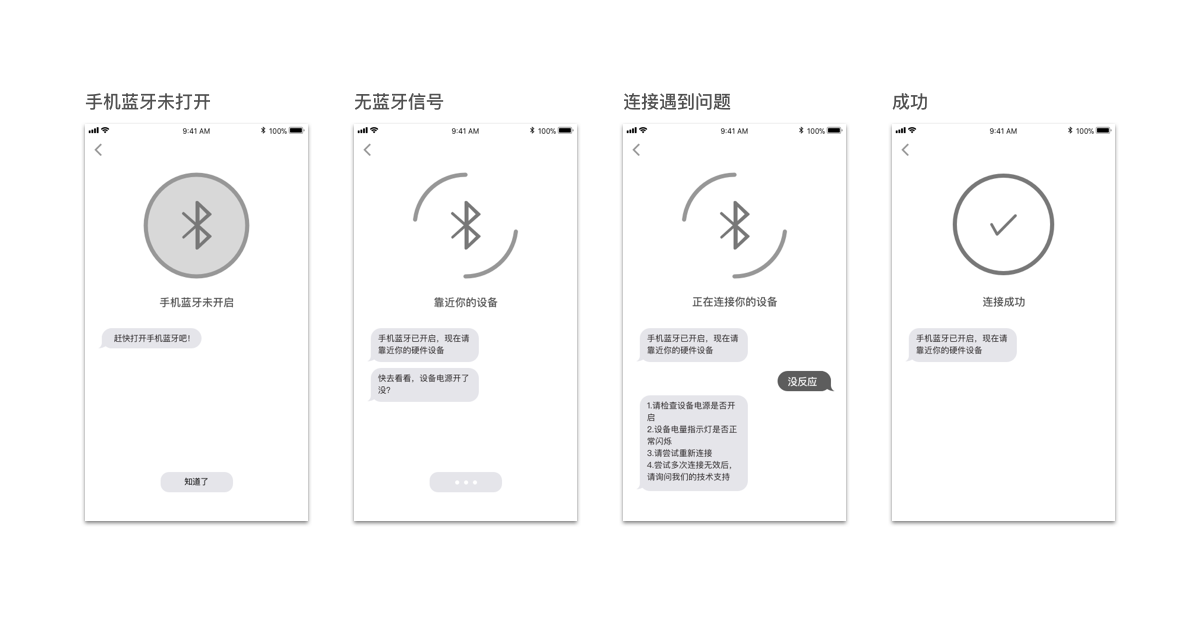 手机蓝牙未打开
9:41 AM
100%
手机蓝牙未开启
赶快打开手机蓝牙吧！
知道了
无蓝牙信号
9:41 AM
100%
靠近你的设备
手机蓝牙已开启，现在请
靠近你的硬件设备
快去看看，设备电源开了
没？
连接遇到问题
9:41 AM
100%
正在连接你的设备
手机蓝牙已开启，现在请
靠近你的硬件设备
没反应
1.请检查设备电源是否开
启
2.设备电量指示灯是否正
常闪烁
3.请尝试重新连接
4.尝试多次连接无效后，
请询问我们的技术支持
成功
9:41 AM
100%
连接成功
手机蓝牙已开启，现在请
靠近你的硬件设备